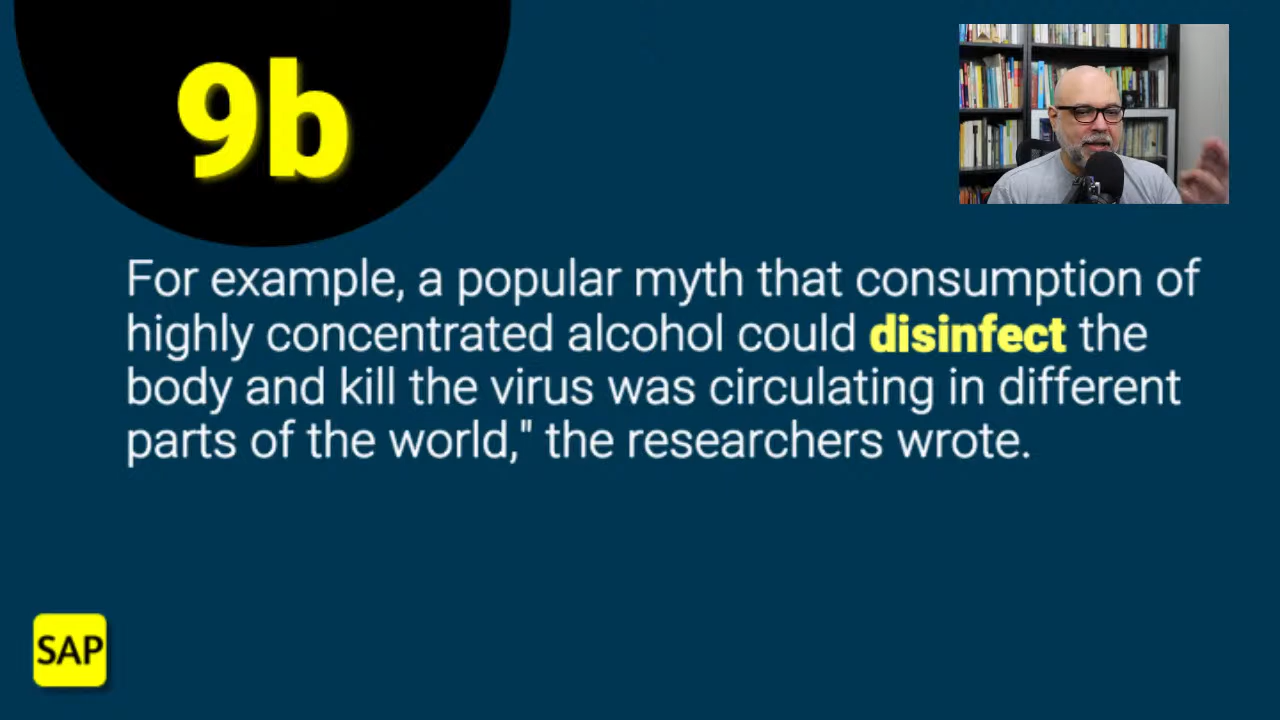 9b
For example, a popular myth that consumption of
highly concentrated alcohol could disinfect the
body and kill the virus was circulating in different
parts of the world," the researchers wrote.
SAP